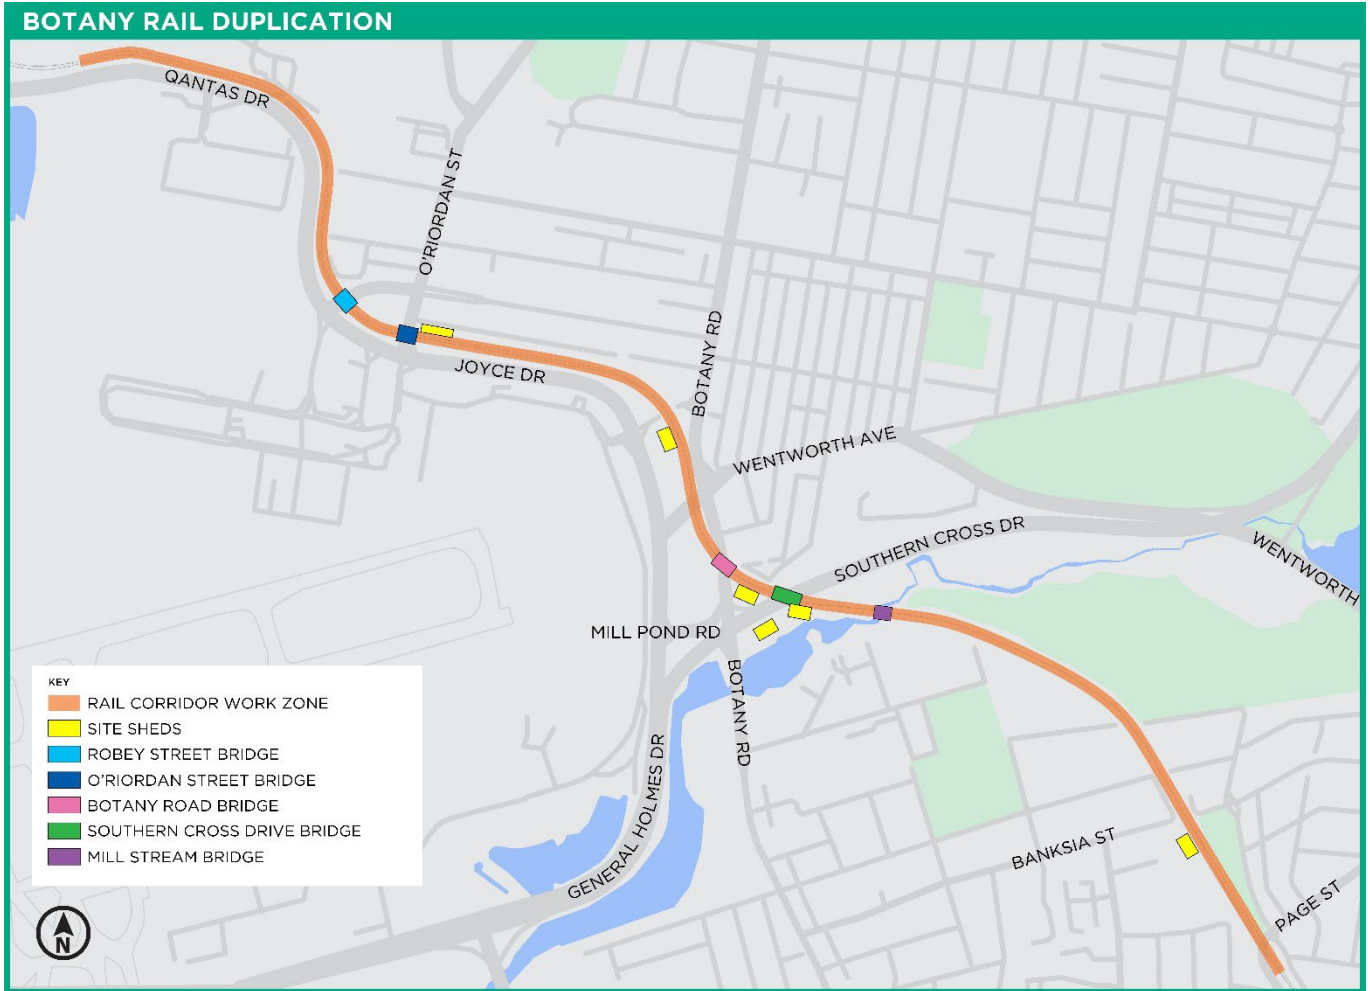 BOTANY RAIL DUPLICATION
QANTAS DR
O'RIORDAN ST
BOTANY RD
JOYCE DR
WENTWORTH AVE
SOUTHERN CROSS DR
WENTWORTH
MILL POND RD
BOTANY RD
GENERAL HOLMES DR
BANKSIA ST
PAGE ST
KEY
RAIL CORRIDOR WORK ZONE
SITE SHEDS
ROBEY STREET BRIDGE
O'RIORDAN STREET BRIDGE
BOTANY ROAD BRIDGE
SOUTHERN CROSS DRIVE BRIDGE
MILL STREAM BRIDGE
N